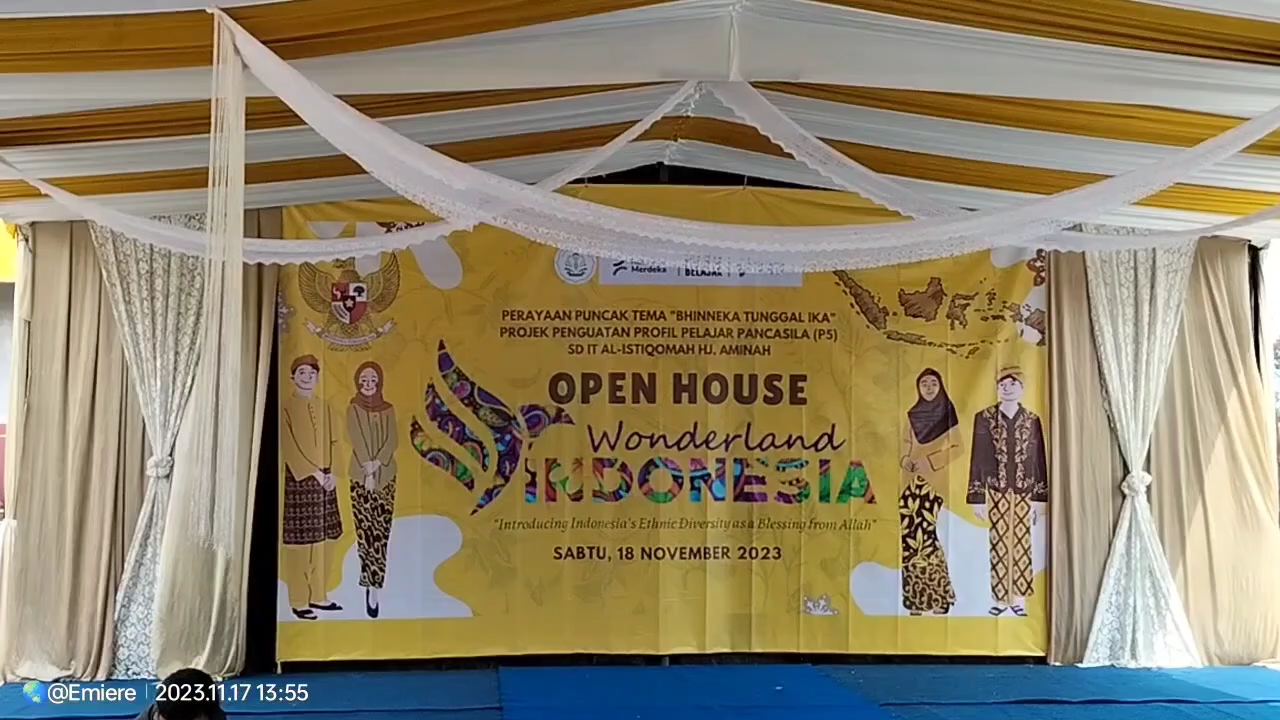 Merdeka
BELAJAR
PERAYAAN PUNCAK TEMA "BHINNEKA TUNGGAL IKA"
PROJEK PENGUATAN PROFIL PELAJAR PANCASILA (P5)
SD IT AL-ISTIQOMAH HJ. AMINAH
OPEN HOUSE
Wonderland
INDONESIA
"Introducing Indonesia's Ethnic Diversity as a Blessing from Allah"
SABTU, 18 NOVEMBER 2023
@Emiere 2023.11.17 13:55